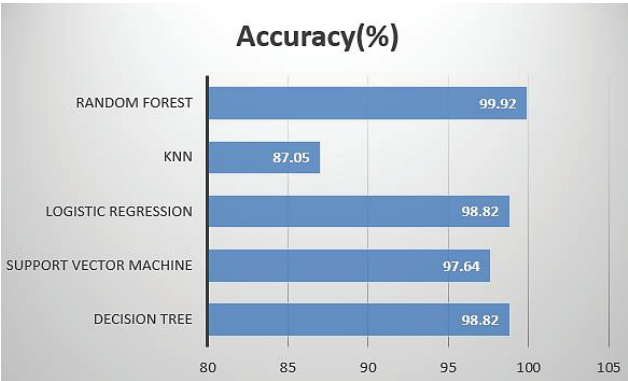 Accuracy(%)
RANDOM FOREST 99.92
KNN 87.05
LOGISTIC REGRESSION 98.82
SUPPORT VECTOR MACHINE 97.64
DECISION TREE 98.82
80 85 90 95 100 105